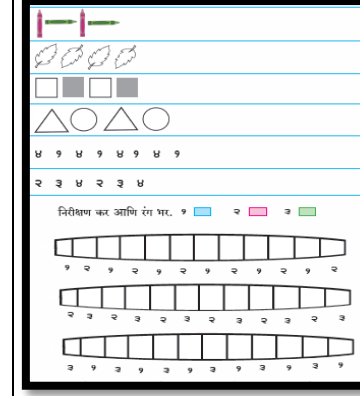 ४ १ ४ १ ४ १ ४ १
२ ३ ४ २ ३ ४
निरीक्षण कर आणि रंग भर. १ २ ३
१ २ १ २ १ २ १ २ १ २ १ २
२ ३ २ ३ २ ३ २ ३ २ ३ २ ३
३ १ ३ १ ३ १ ३ १ ३ १ ३ १